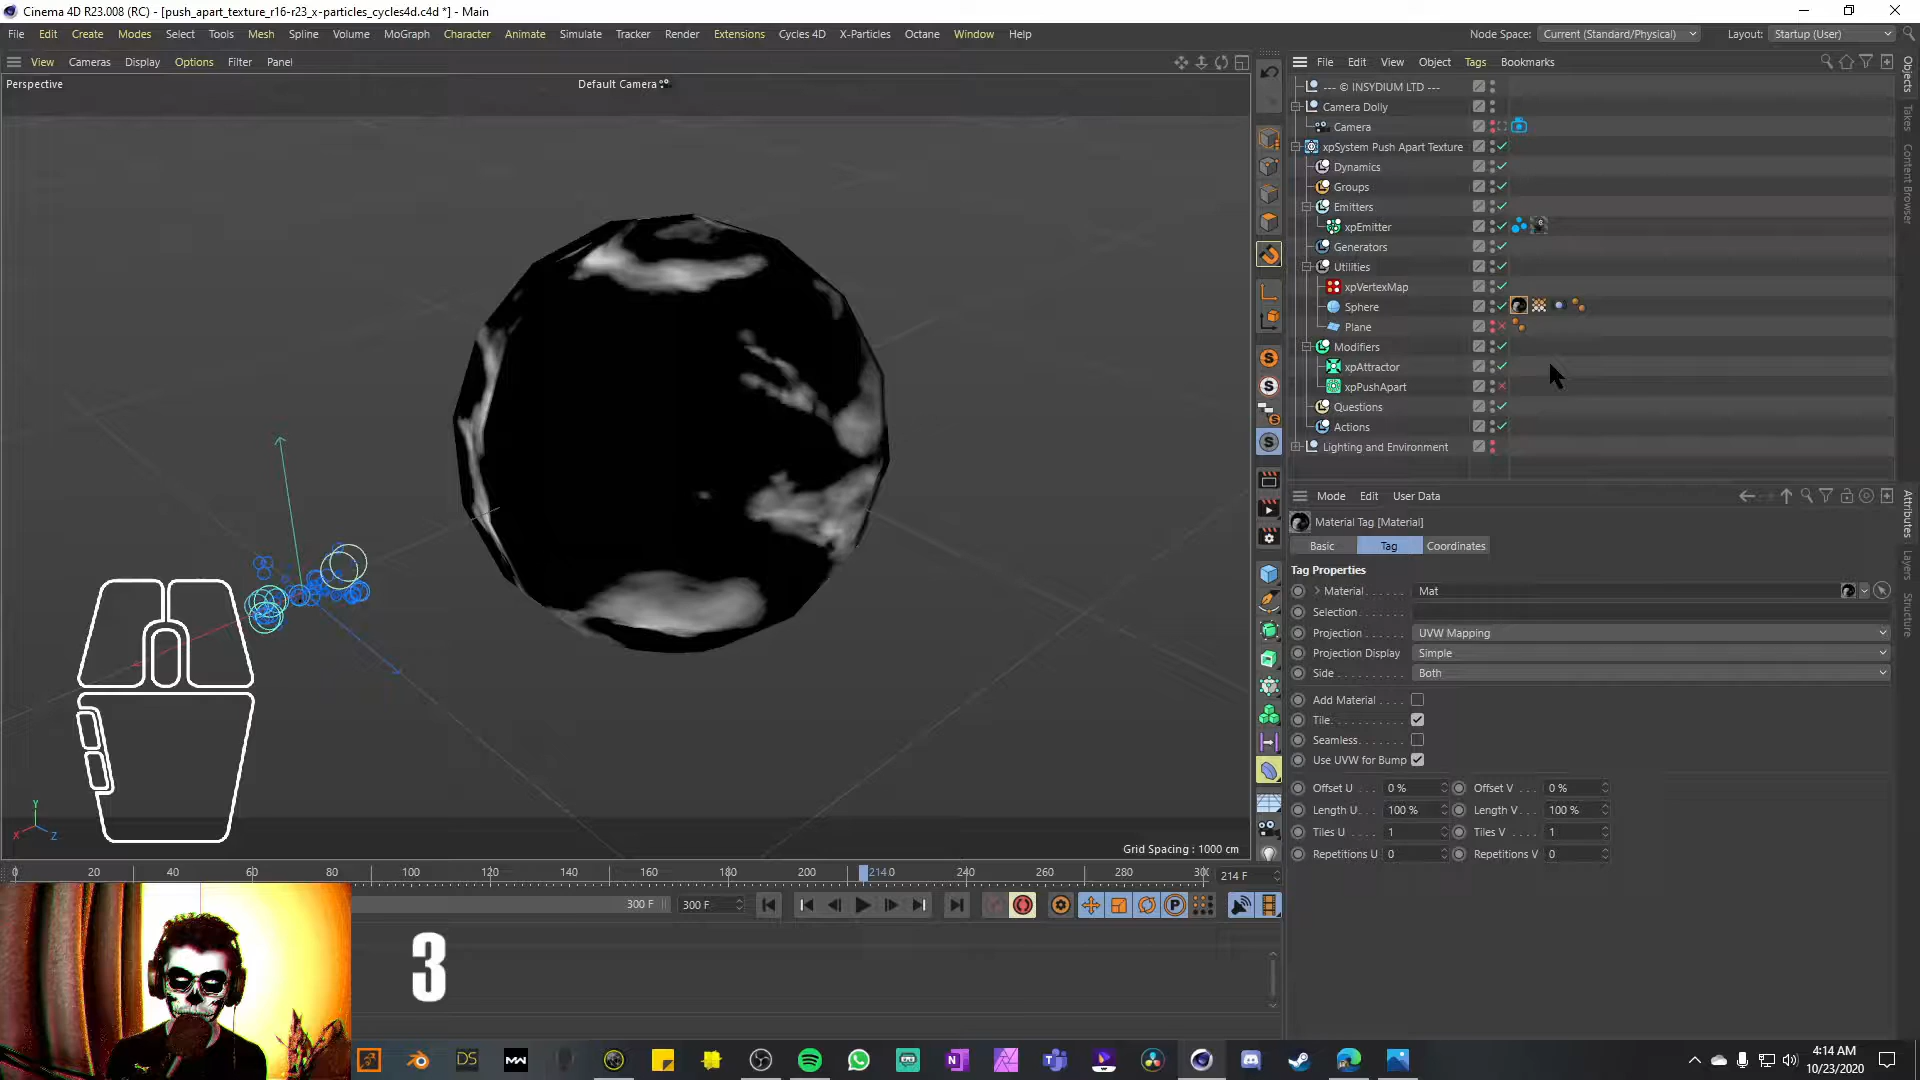 Cinema 4D R23.008 (RC) - [push_apart_texture_r16-r23_x-particles_cycles4d.c4d *] - Main
File Edit Create Modes Select Tools Mesh Spline Volume MoGraph Character Animate Simulate Tracker Render Extensions Cycles 4D X-Particles Octane Window Help
Node Space: Current (Standard/Physical) Layout: Startup (User)
View Cameras Display Options Filter Panel
File Edit View Object Tags Bookmarks
Perspective
Default Camera
--- © INSYDIUM LTD ---
Camera Dolly
Camera
xpSystem Push Apart Texture
Dynamics
Groups
Emitters
xpEmitter
Generators
Utilities
xpVertexMap
Sphere
Plane
Modifiers
xpAttractor
xpPushApart
Questions
Actions
Lighting and Environment
Objects
Takes
Content Browser
Mode Edit User Data
Material Tag [Material]
Basic Tag Coordinates
Tag Properties
Material . . . . . Mat
Selection
Projection UVW Mapping
Projection Display Simple
Side Both
Add Material . . . .
Tile
Seamless
Use UVW for Bump
Offset U . . . 0 % Offset V . . . 0 %
Length U. . . 100 % Length V. . . 100 %
Tiles U . . . . 1 Tiles V . . . . 1
Repetitions U 0 Repetitions V 0
Attributes
Layers
Structure
Y
X
Z
Grid Spacing : 1000 cm
0 20 40 60 80 100 120 140 160 180 200 214.0 240 260 280 300 214 F
300 F 300 F
3
4:14 AM
10/23/2020